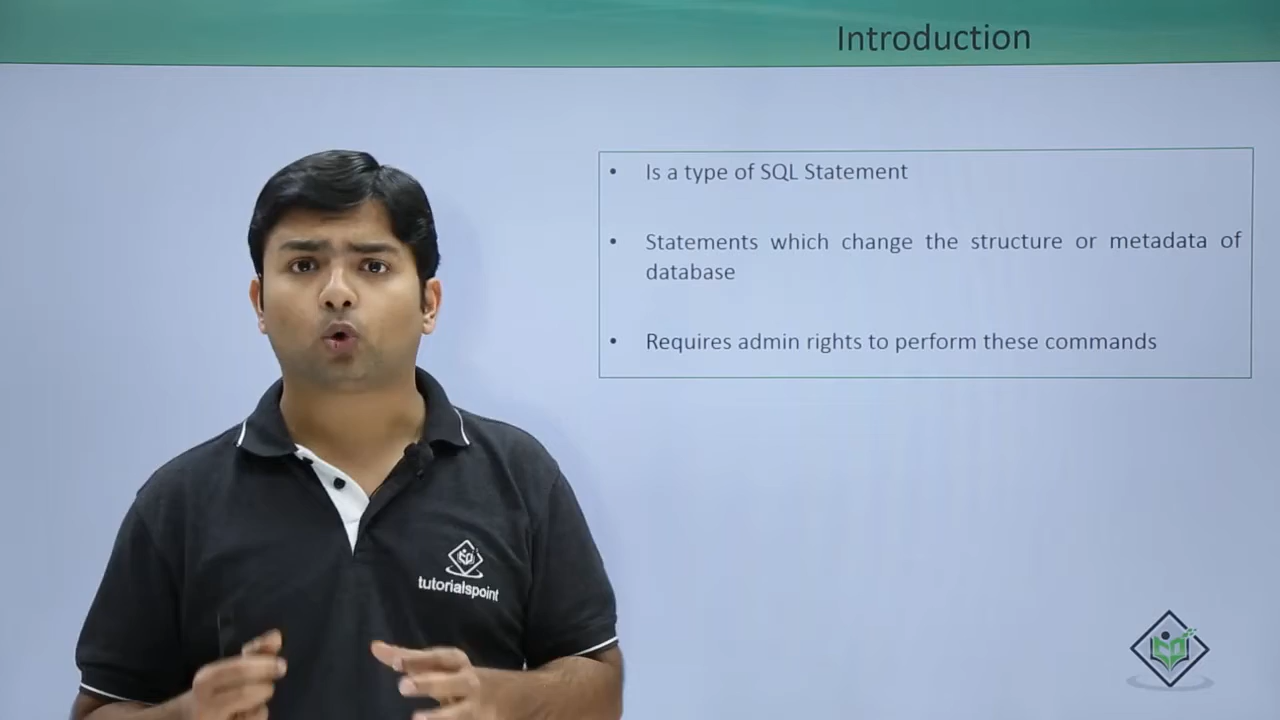 Introduction
• Is a type of SQL Statement
• Statements which change the structure or metadata of
database
• Requires admin rights to perform these commands
tutorialspoint